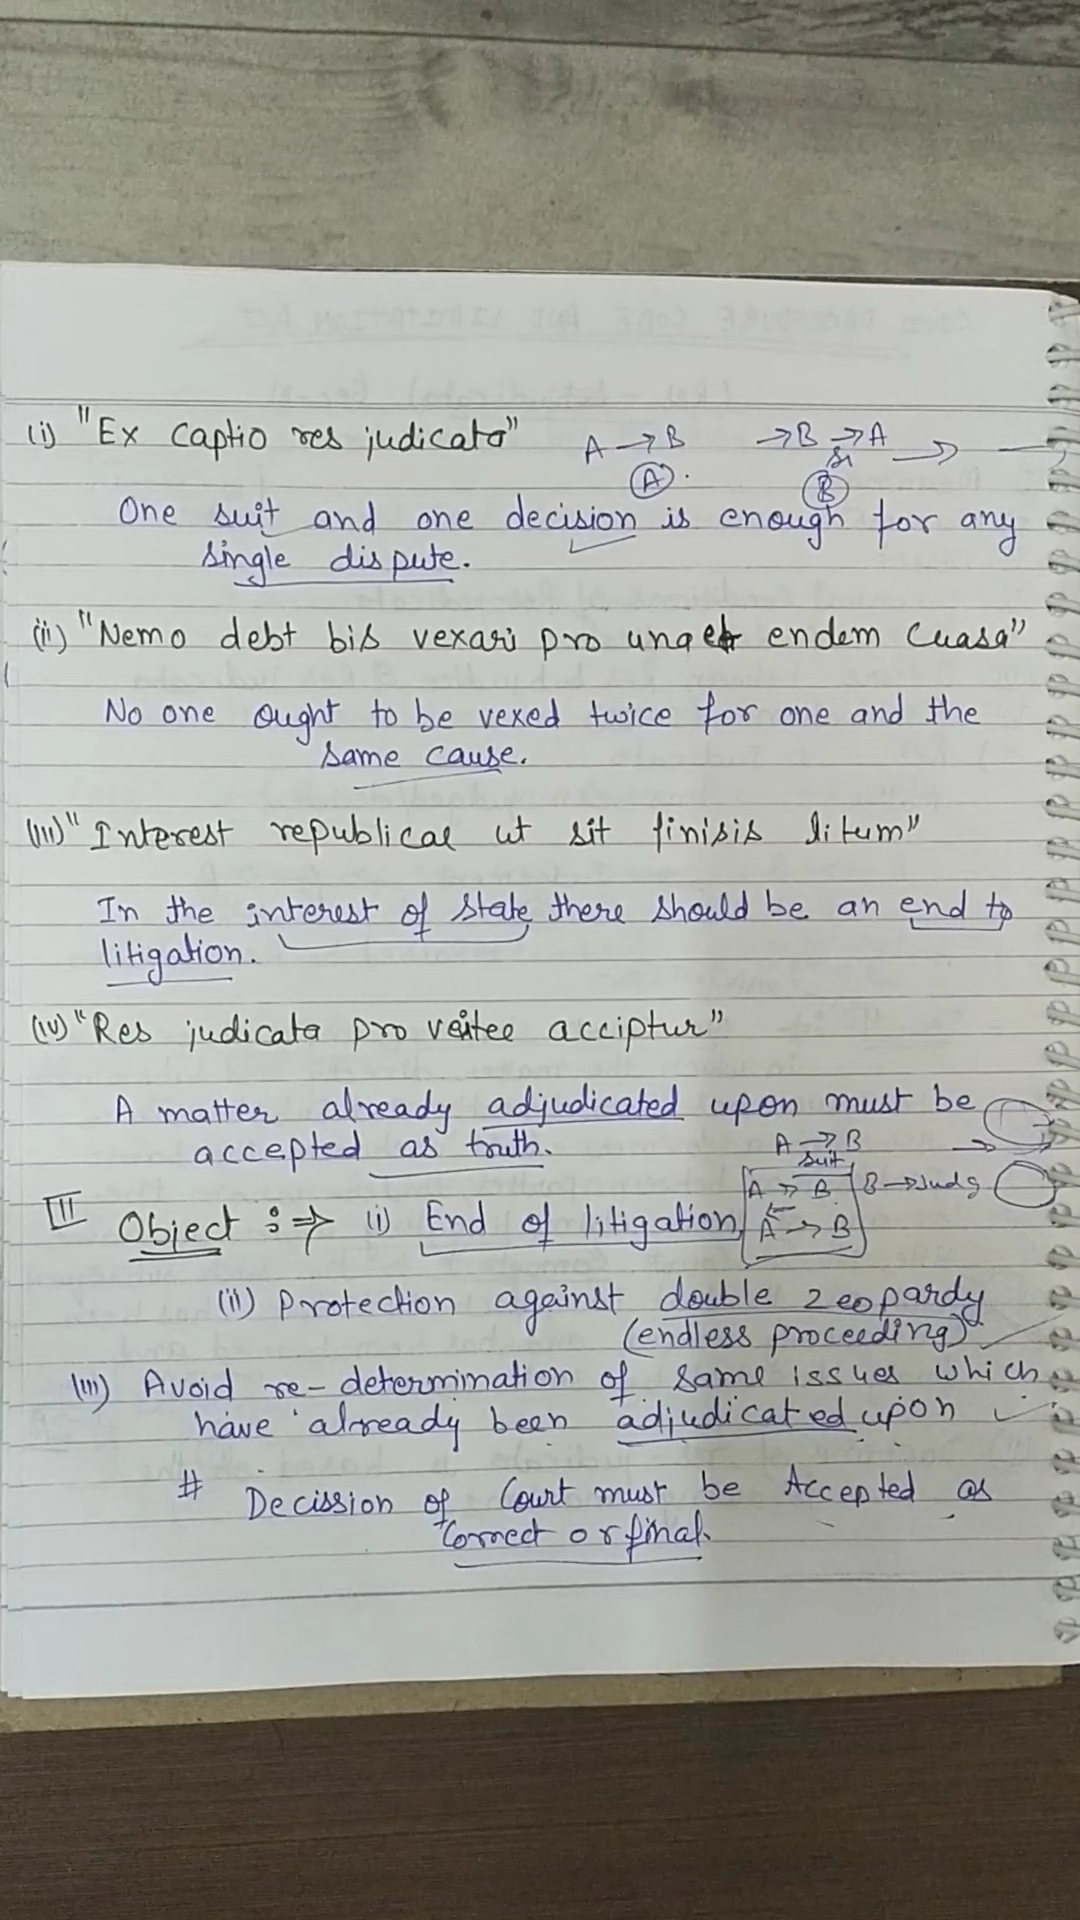 (i) "Ex Captio res judicata" A → B → B → A
A B
One suit and one decision is enough for any
single dispute.
(ii) "Nemo debt bis vexari pro una et endem Cuasa"
No one ought to be vexed twice for one and the
same cause.
(III) "Interest republicae ut sit finisis litum"
In the interest of state there should be an end to
litigation.
(IV) "Res judicata pro veitee acciptur"
A matter already adjudicated upon must be
accepted as truth. A → B
suit
III Object :⇒ (i) End of litigation A → B B → Judg
A → B
(ii) Protection against double zeopardy
(endless proceeding)
(III) Avoid re-determination of same issues which
have already been adjudicated upon
# Decission of Court must be Accepted as
Correct or final.